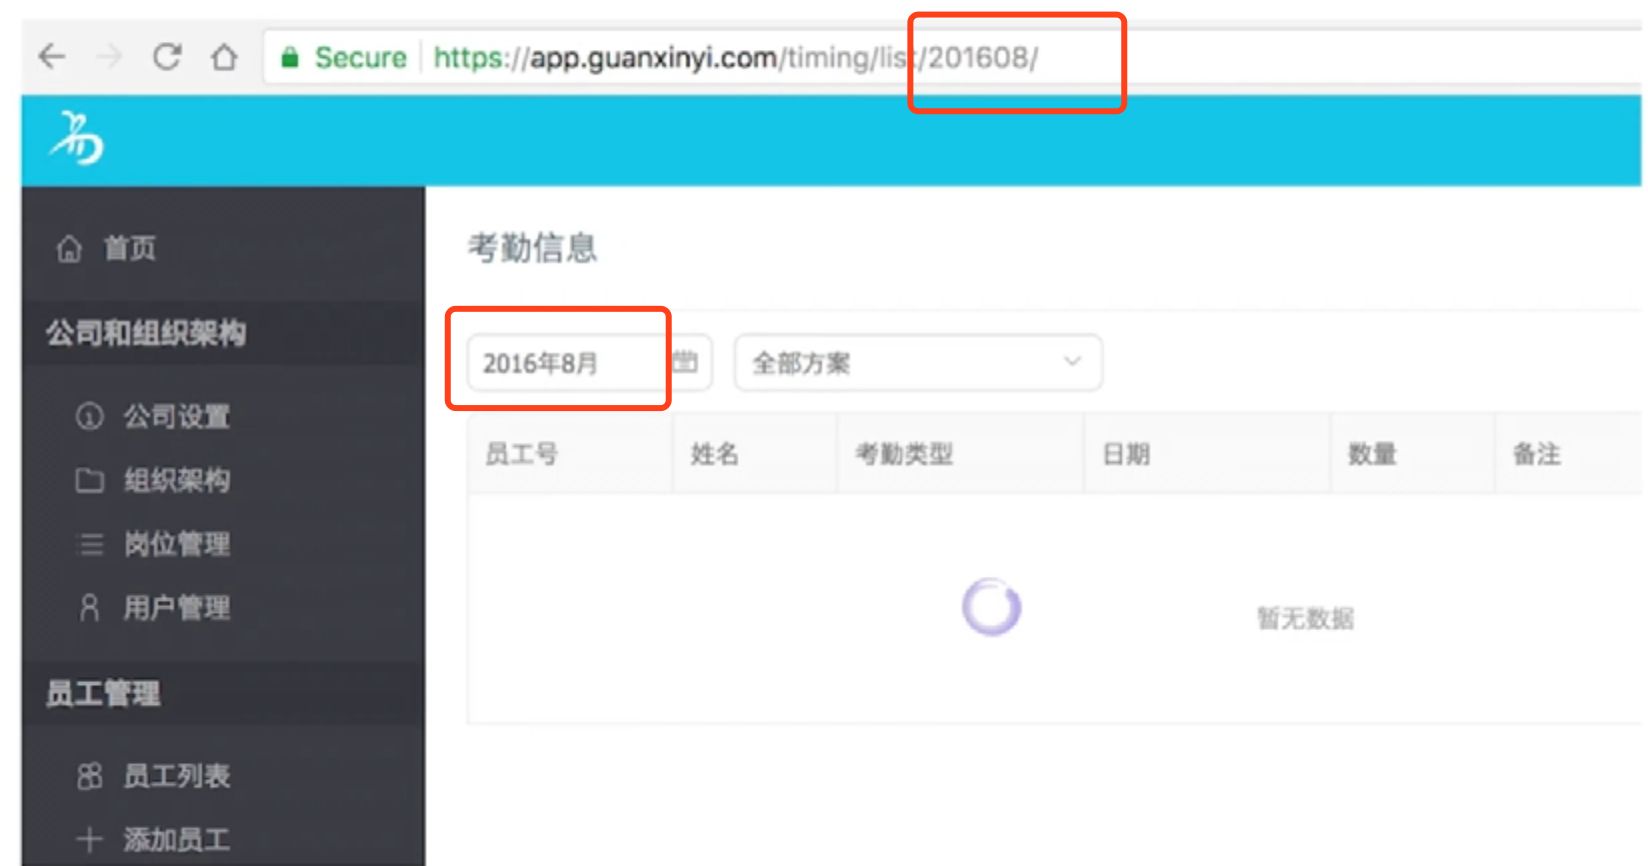 Secure https://app.guanxinyi.com/timing/list/201608/
易
首页
考勤信息
公司和组织架构
2016年8月 全部方案
公司设置
员工号 姓名 考勤类型 日期 数量 备注
组织架构
岗位管理
用户管理
暂无数据
员工管理
员工列表
添加员工